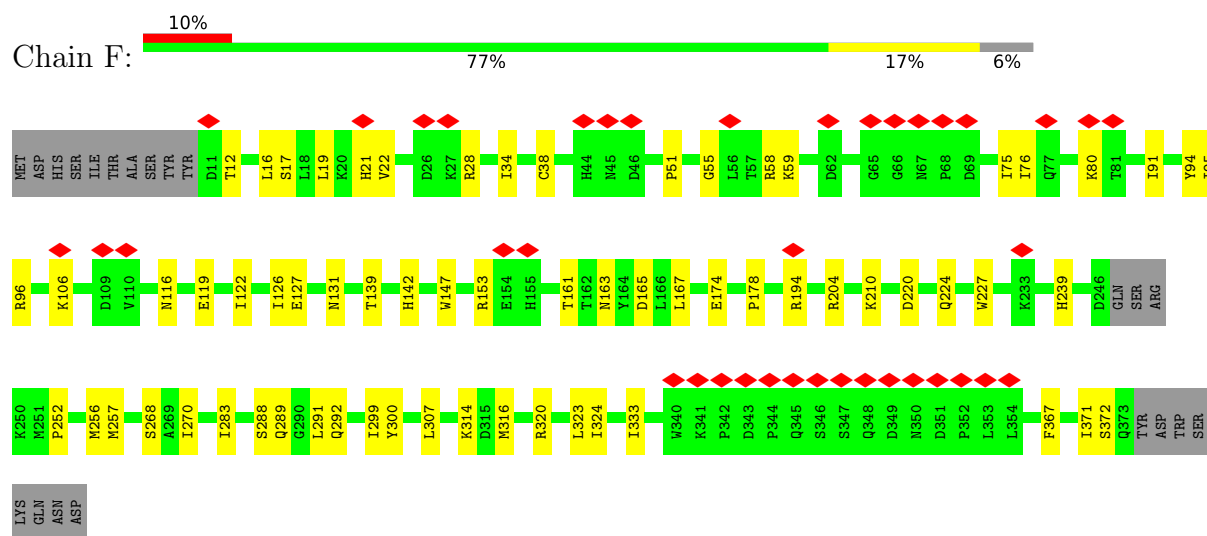 10%
Chain F:
77% 17% 6%
MET ASP HIS SER ILE THR ALA SER TYR TYR D11 T12 L16 S17 L18 L19 K20 H21 V22 D26 K27 R28 I34 C38 H44 N45 D46 P51 G55 L56 T57 R58 K59 D62 G65 G66 N67 P68 D69 I75 I76 Q77 K80 T81 I91 Y94
R96 K106 D109 V110 N116 E119 I122 I126 E127 N131 T139 H142 W147 R153 E154 H155 T161 T162 N163 Y164 D165 L166 L167 E174 P178 R194 R204 K210 D220 Q224 W227 K233 H239 D246 GLN SER ARG
K250 M251 P252 M256 M257 S268 A269 I270 I283 S288 Q289 G290 L291 Q292 I299 Y300 L307 K314 D315 M316 R320 L323 I324 I333 W340 K341 P342 D343 P344 Q345 S346 S347 Q348 D349 N350 D351 P352 L353 L354 F367 I371 S372 Q373 TYR ASP TRP SER
LYS GLN ASN ASP